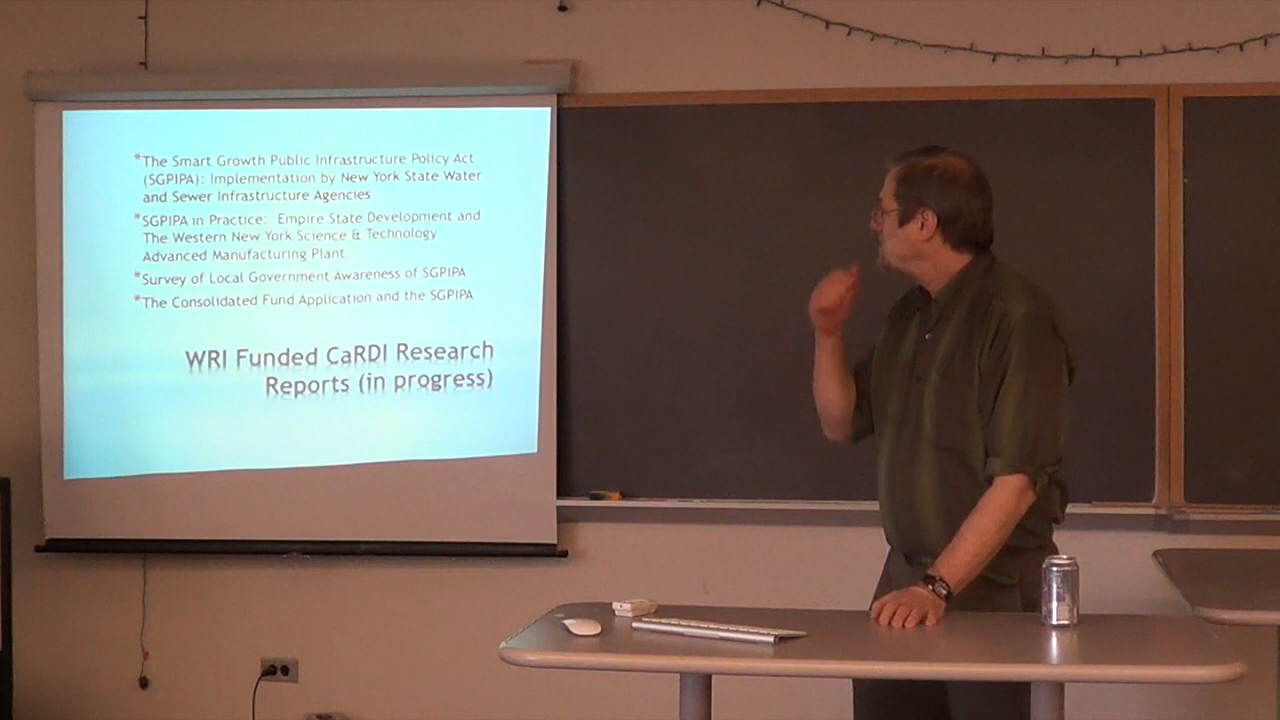 *The Smart Growth Public Infrastructure Policy Act
(SGPIPA): Implementation by New York State Water
and Sewer Infrastructure Agencies
*SGPIPA in Practice: Empire State Development and
The Western New York Science & Technology
Advanced Manufacturing Plant
*Survey of Local Government Awareness of SGPIPA
*The Consolidated Fund Application and the SGPIPA
WRI Funded CaRDI Research
Reports (in progress)